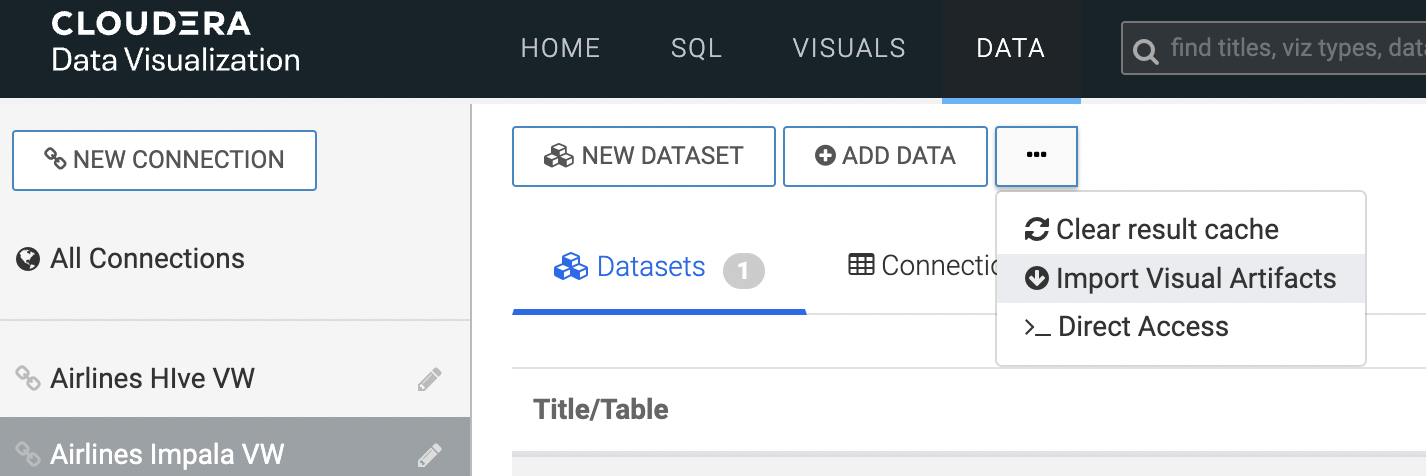 CLOUDERA
Data Visualization
HOME SQL VISUALS DATA
find titles, viz types, dat
NEW CONNECTION
All Connections
Airlines HIve VW
Airlines Impala VW
NEW DATASET ADD DATA ...
Clear result cache
Import Visual Artifacts
>_ Direct Access
Datasets 1 Connectio
Title/Table